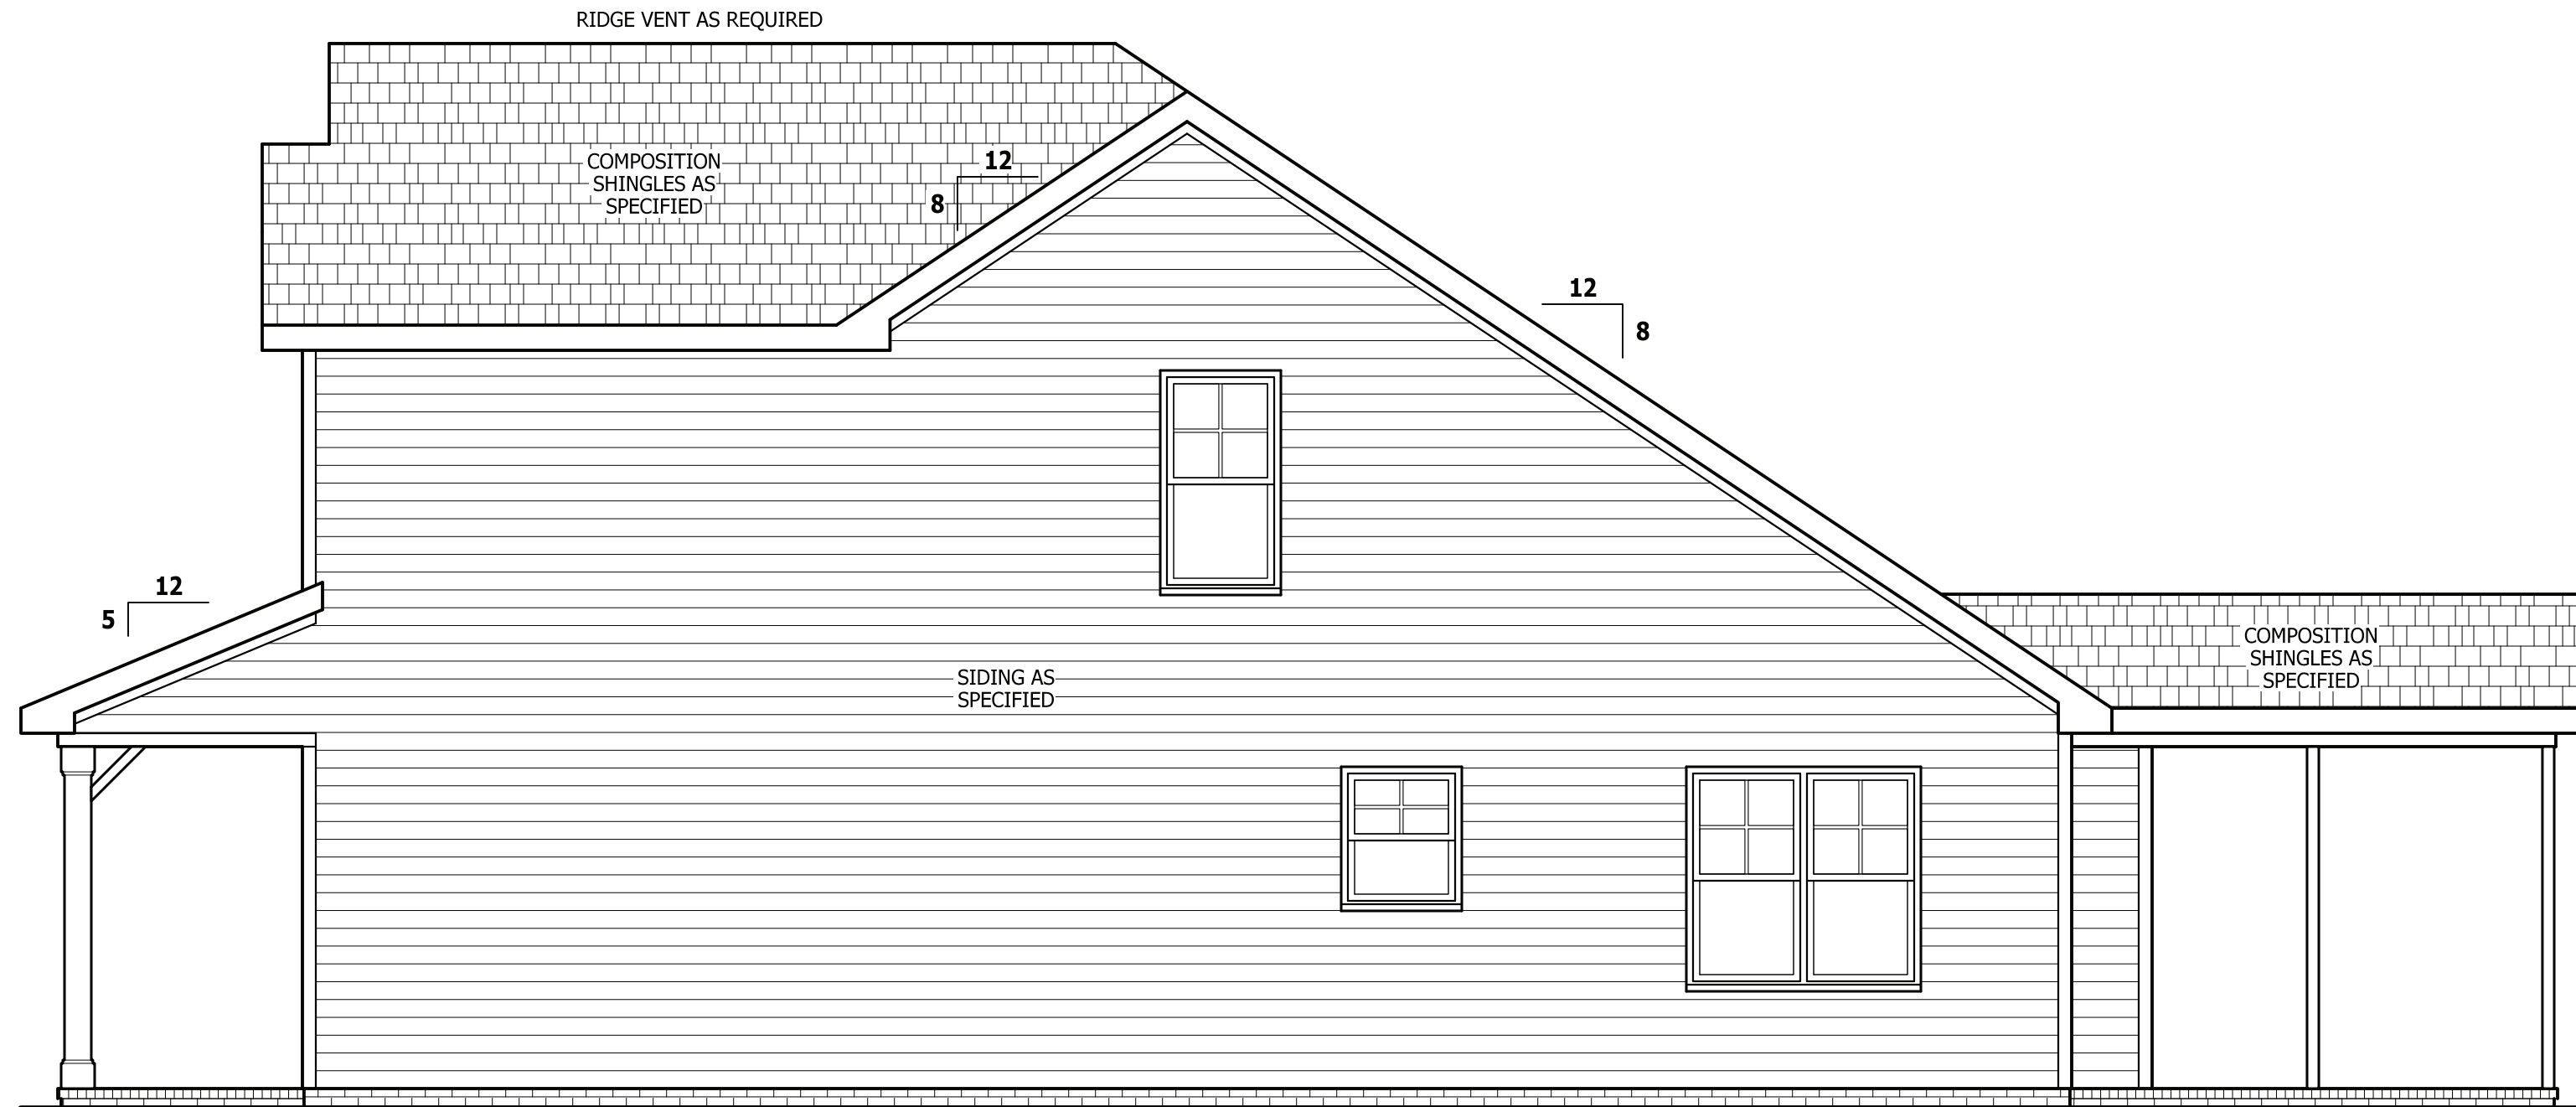 RIDGE VENT AS REQUIRED
COMPOSITION
SHINGLES AS
SPECIFIED
12
8
12
8
12
5
COMPOSITION
SHINGLES AS
SPECIFIED
SIDING AS
SPECIFIED